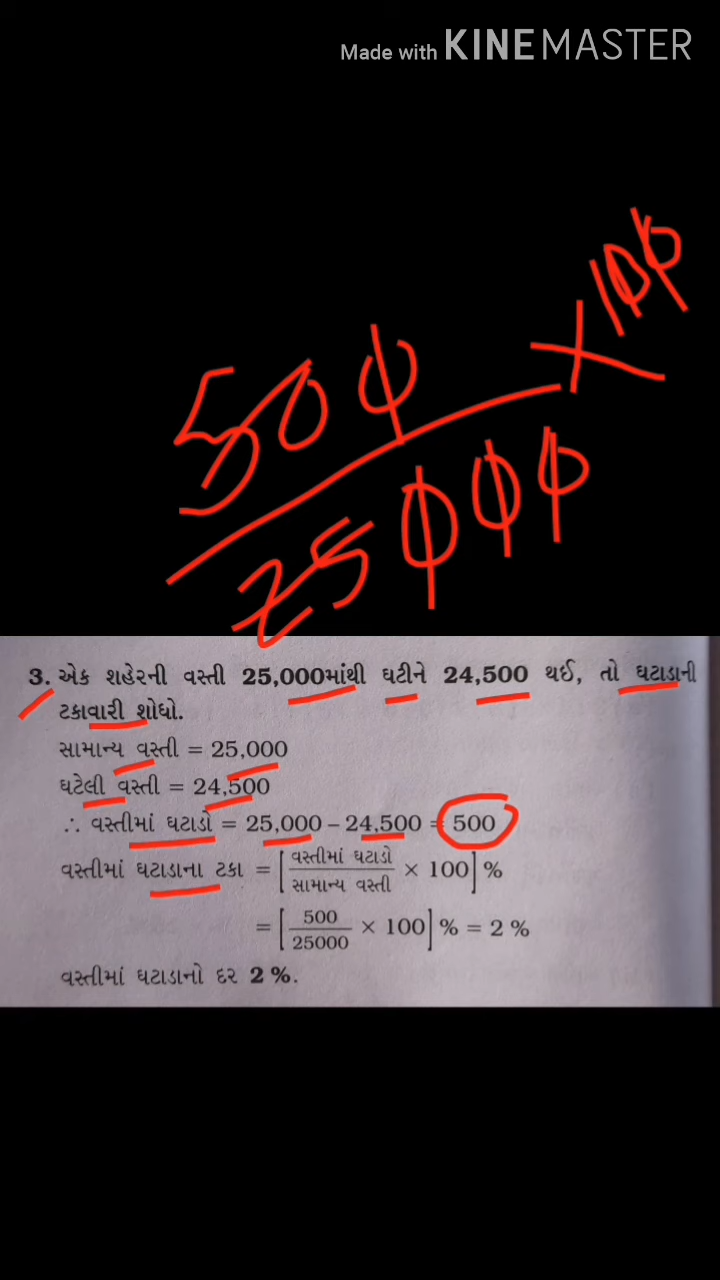 Made with KINEMASTER
500 × 100
25000
3. એક શહેરની વસ્તી 25,000માંથી ઘટીને 24,500 થઈ, તો ઘટાડાની
ટકાવારી શોધો.
સામાન્ય વસ્તી = 25,000
ઘટેલી વસ્તી = 24,500
∴ વસ્તીમાં ઘટાડો = 25,000 – 24,500 = 500
વસ્તીમાં ઘટાડાના ટકા = [વસ્તીમાં ઘટાડો / સામાન્ય વસ્તી × 100] %
= [500 / 25000 × 100] % = 2 %
વસ્તીમાં ઘટાડાનો દર 2 %.